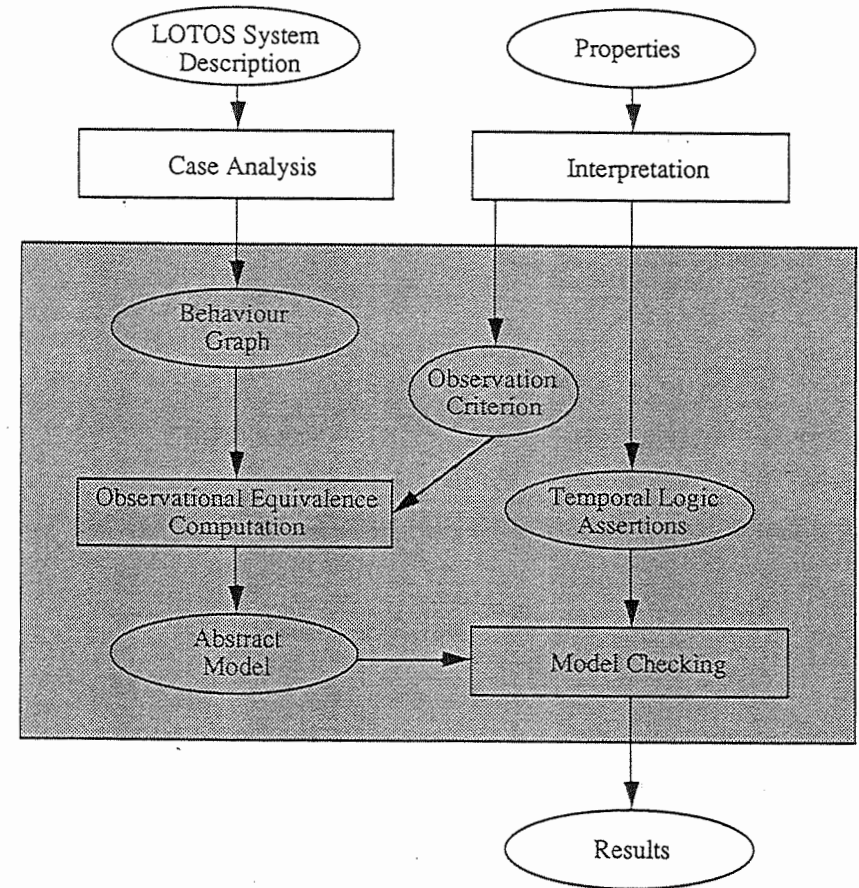 LOTOS System
Description
Properties
Case Analysis
Interpretation
Behaviour
Graph
Observation
Criterion
Observational Equivalence
Computation
Temporal Logic
Assertions
Abstract
Model
Model Checking
Results